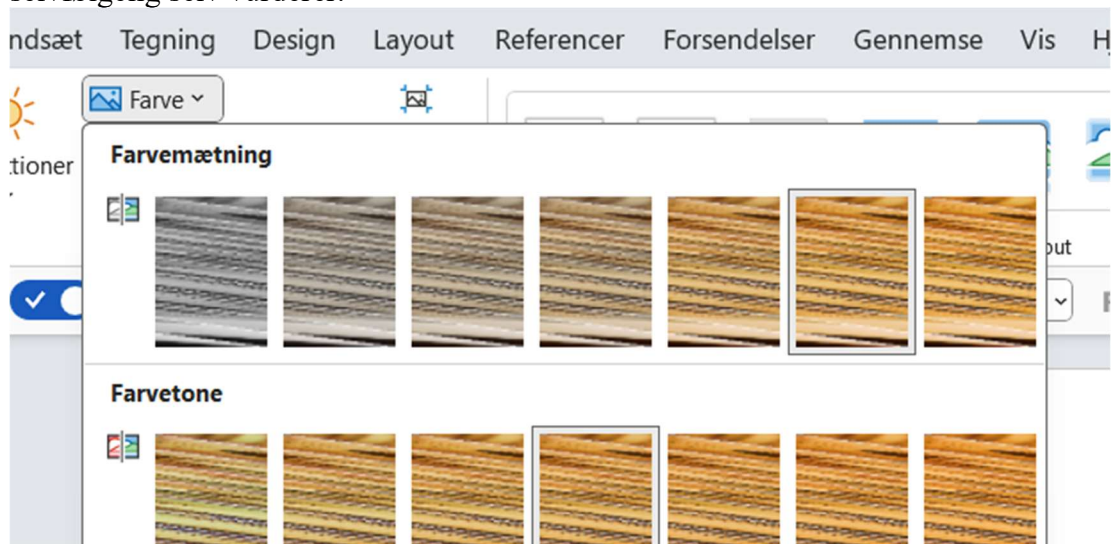 ndsæt Tegning Design Layout Referencer Forsendelser Gennemse Vis H
Farve
tioner
Farvemætning
out
Farvetone